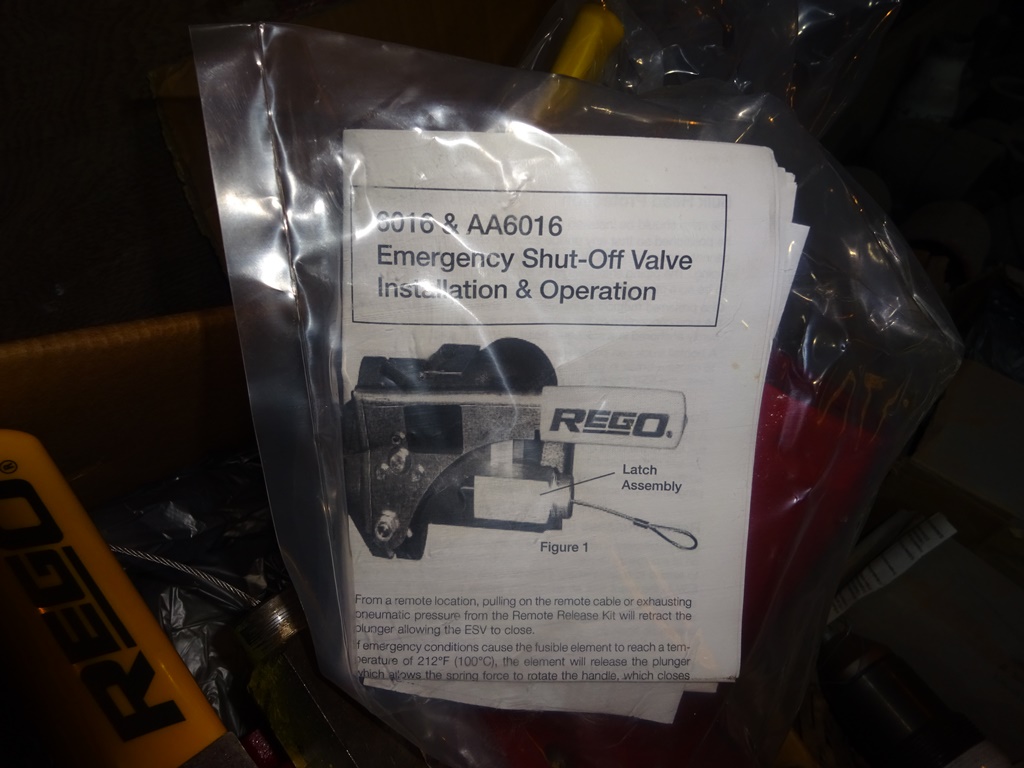 6016 & AA6016
Emergency Shut-Off Valve
Installation & Operation
REGO®
Latch
Assembly
Figure 1
From a remote location, pulling on the remote cable or exhausting
pneumatic pressure from the Remote Release Kit will retract the
plunger allowing the ESV to close.
If emergency conditions cause the fusible element to reach a tem-
perature of 212°F (100°C), the element will release the plunger
which allows the spring force to rotate the handle, which closes
REGO®